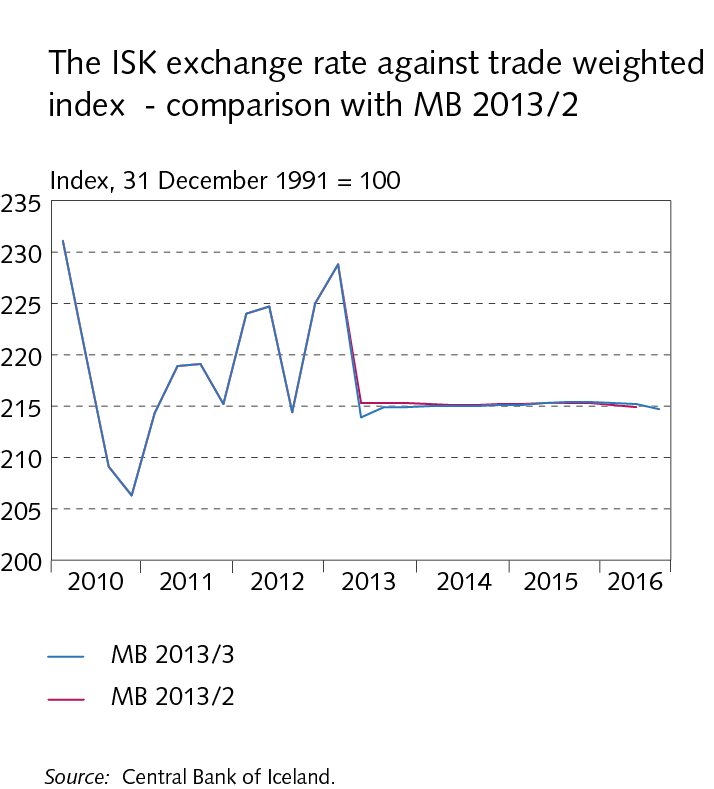 The ISK exchange rate against trade weighted
index  - comparison with MB 2013/2
Index, 31 December 1991 = 100
235
230
225
220
215
210
205
200
2010 2011 2012 2013 2014 2015 2016
MB 2013/3
MB 2013/2
Source: Central Bank of Iceland.